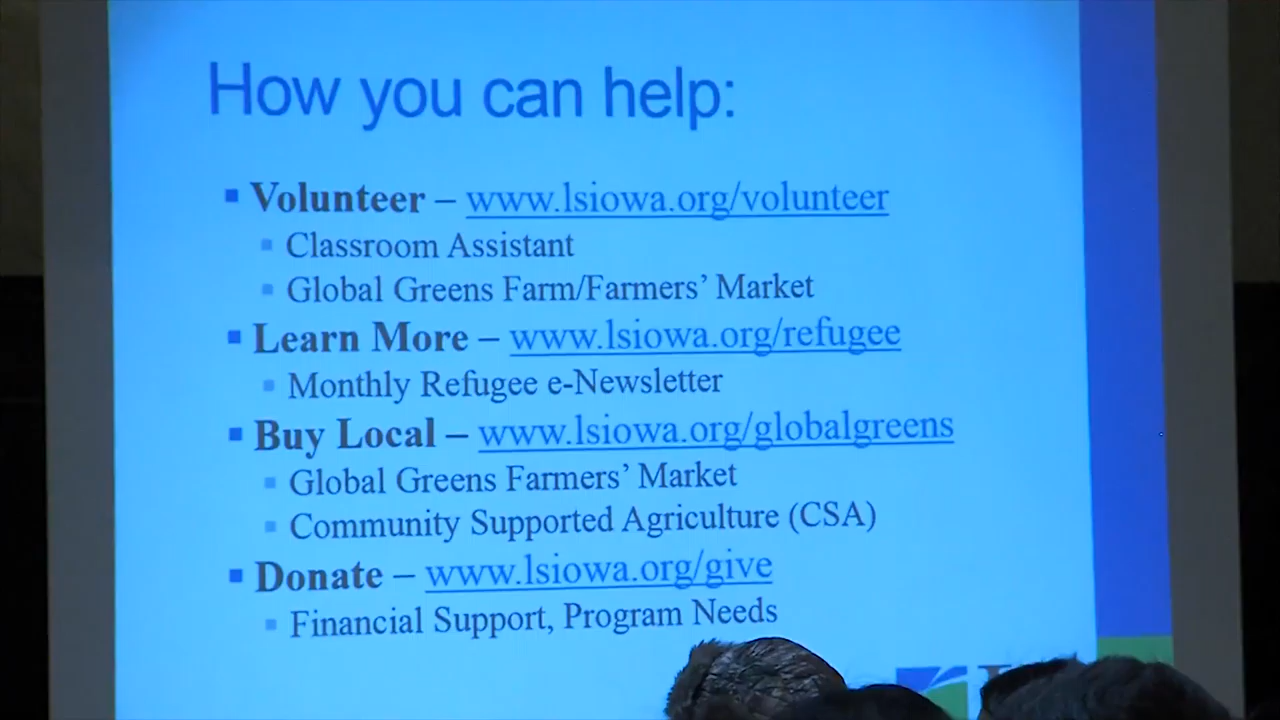 How you can help:
Volunteer – www.lsiowa.org/volunteer
Classroom Assistant
Global Greens Farm/Farmers’ Market
Learn More – www.lsiowa.org/refugee
Monthly Refugee e-Newsletter
Buy Local – www.lsiowa.org/globalgreens
Global Greens Farmers’ Market
Community Supported Agriculture (CSA)
Donate – www.lsiowa.org/give
Financial Support, Program Needs